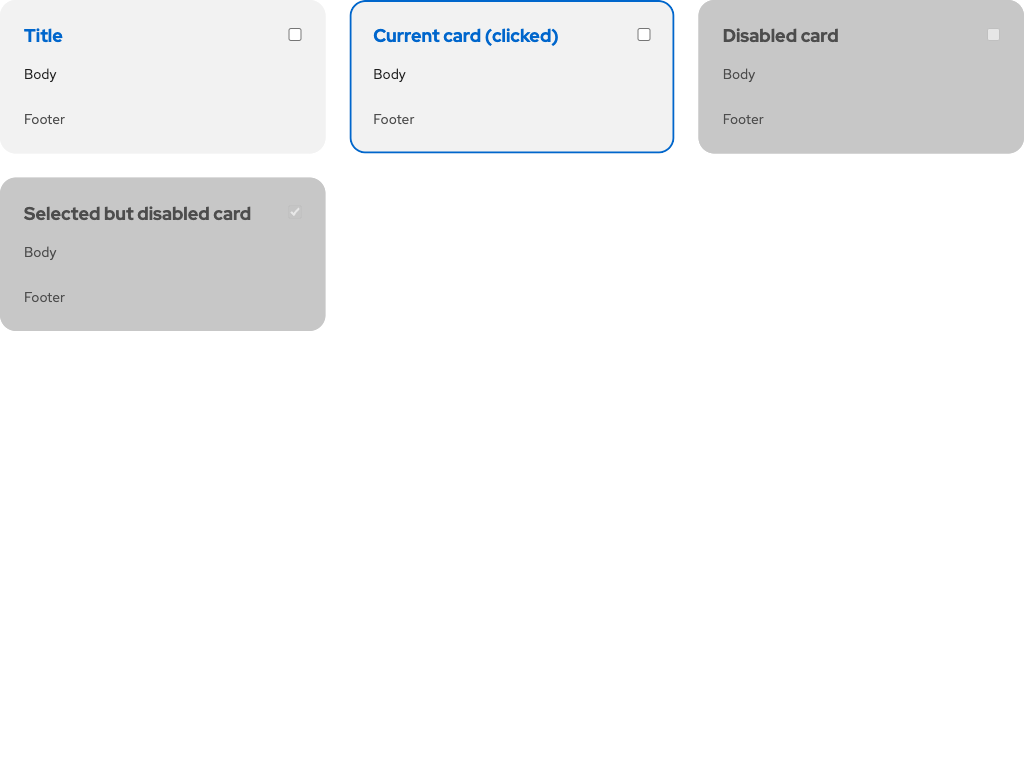 Title
Body
Footer
Current card (clicked)
Body
Footer
Disabled card
Body
Footer
Selected but disabled card
Body
Footer